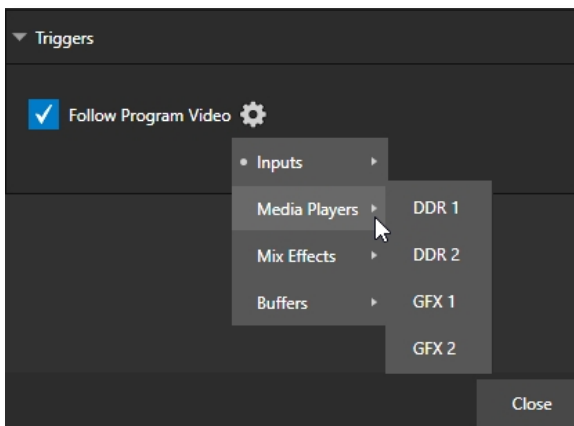 Triggers
Follow Program Video
Inputs
Media Players
DDR 1
Mix Effects
DDR 2
Buffers
GFX 1
GFX 2
Close